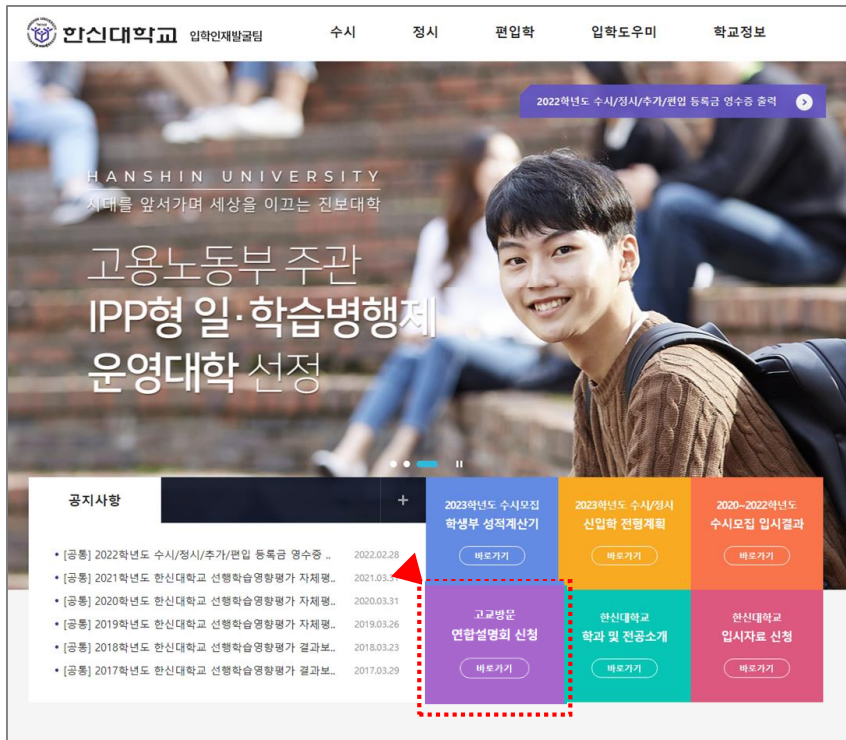 한신대학교 입학인재발굴팀
수시 정시 편입학 입학도우미 학교정보
2022학년도 수시/정시/추가/편입 등록금 영수증 출력
HANSHIN UNIVERSITY
시대를 앞서가며 세상을 이끄는 진보대학
고용노동부 주관
IPP형 일·학습병행제
운영대학 선정
공지사항
+
• [공통] 2022학년도 수시/정시/추가/편입 등록금 영수증 .. 2022.02.28
• [공통] 2021학년도 한신대학교 선행학습영향평가 자체평.. 2021.03.31
• [공통] 2020학년도 한신대학교 선행학습영향평가 자체평.. 2020.03.31
• [공통] 2019학년도 한신대학교 선행학습영향평가 자체평.. 2019.03.26
• [공통] 2018학년도 한신대학교 선행학습영향평가 결과보.. 2018.03.23
• [공통] 2017학년도 한신대학교 선행학습영향평가 결과보.. 2017.03.29
2023학년도 수시모집
학생부 성적계산기
바로가기
2023학년도 수시/정시
신입학 전형계획
바로가기
2020~2022학년도
수시모집 입시결과
바로가기
고교방문
연합설명회 신청
바로가기
한신대학교
학과 및 전공소개
바로가기
한신대학교
입시자료 신청
바로가기